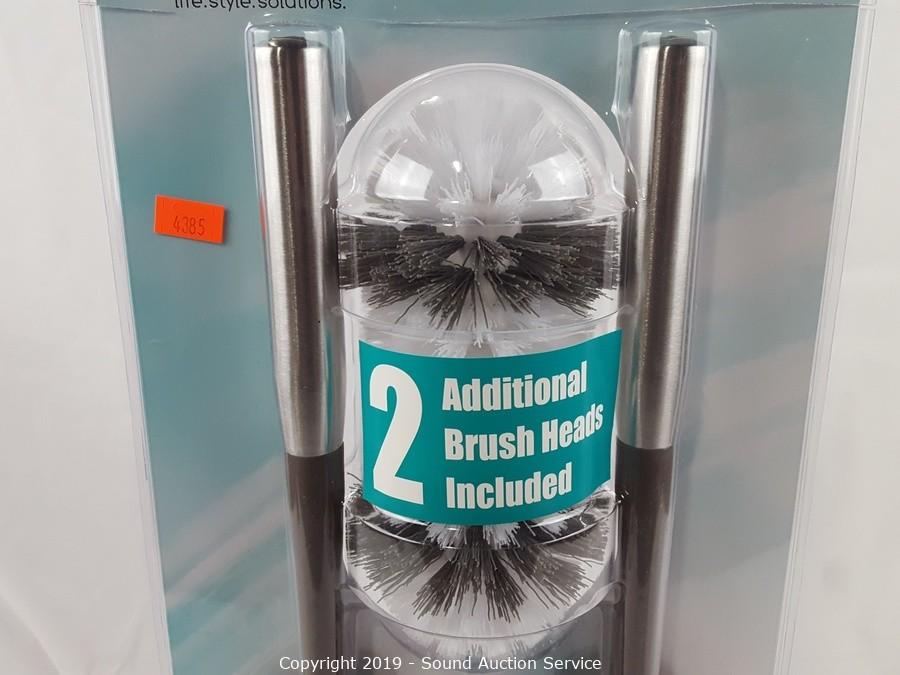 life.style.solutions.
4385
2 Additional
Brush Heads
Included
Copyright 2019 - Sound Auction Service